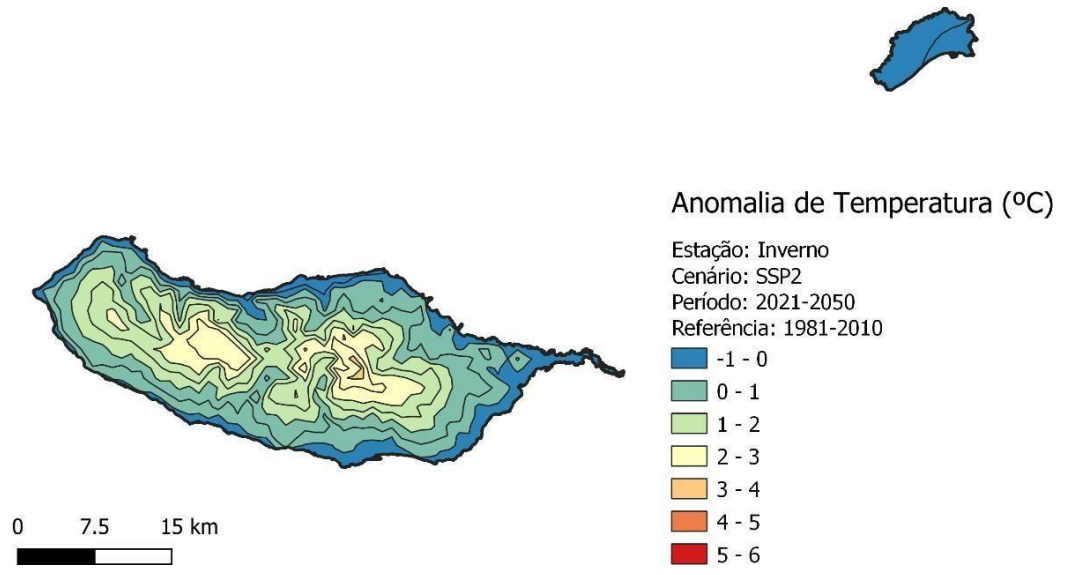 Anomalia de Temperatura (ºC)
Estação: Inverno
Cenário: SSP2
Período: 2021-2050
Referência: 1981-2010
-1 - 0
0 - 1
1 - 2
2 - 3
3 - 4
4 - 5
5 - 6
0 7.5 15 km